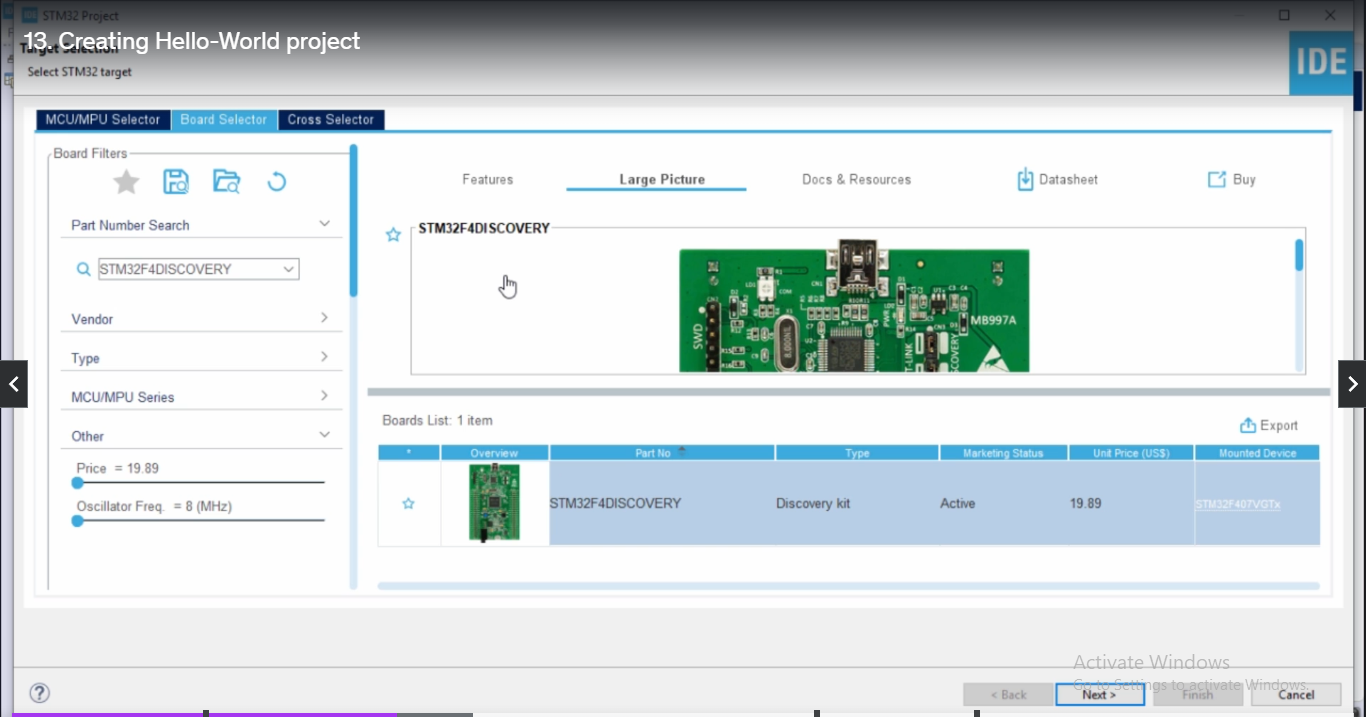 STM32 Project
13. Creating Hello-World project
Target Selection
Select STM32 target
IDE
MCU/MPU Selector
Board Selector
Cross Selector
Board Filters
Part Number Search
STM32F4DISCOVERY
Vendor
Type
MCU/MPU Series
Other
Price = 19.89
Oscillator Freq. = 8 (MHz)
Features
Large Picture
Docs & Resources
Datasheet
Buy
STM32F4DISCOVERY
SWD
MB997A
Boards List: 1 item
Export
* Overview Part No Type Marketing Status Unit Price (US$) Mounted Device
STM32F4DISCOVERY Discovery kit Active 19.89 STM32F407VGTx
Activate Windows
Go to Settings to activate Windows.
< Back
Next >
Finish
Cancel